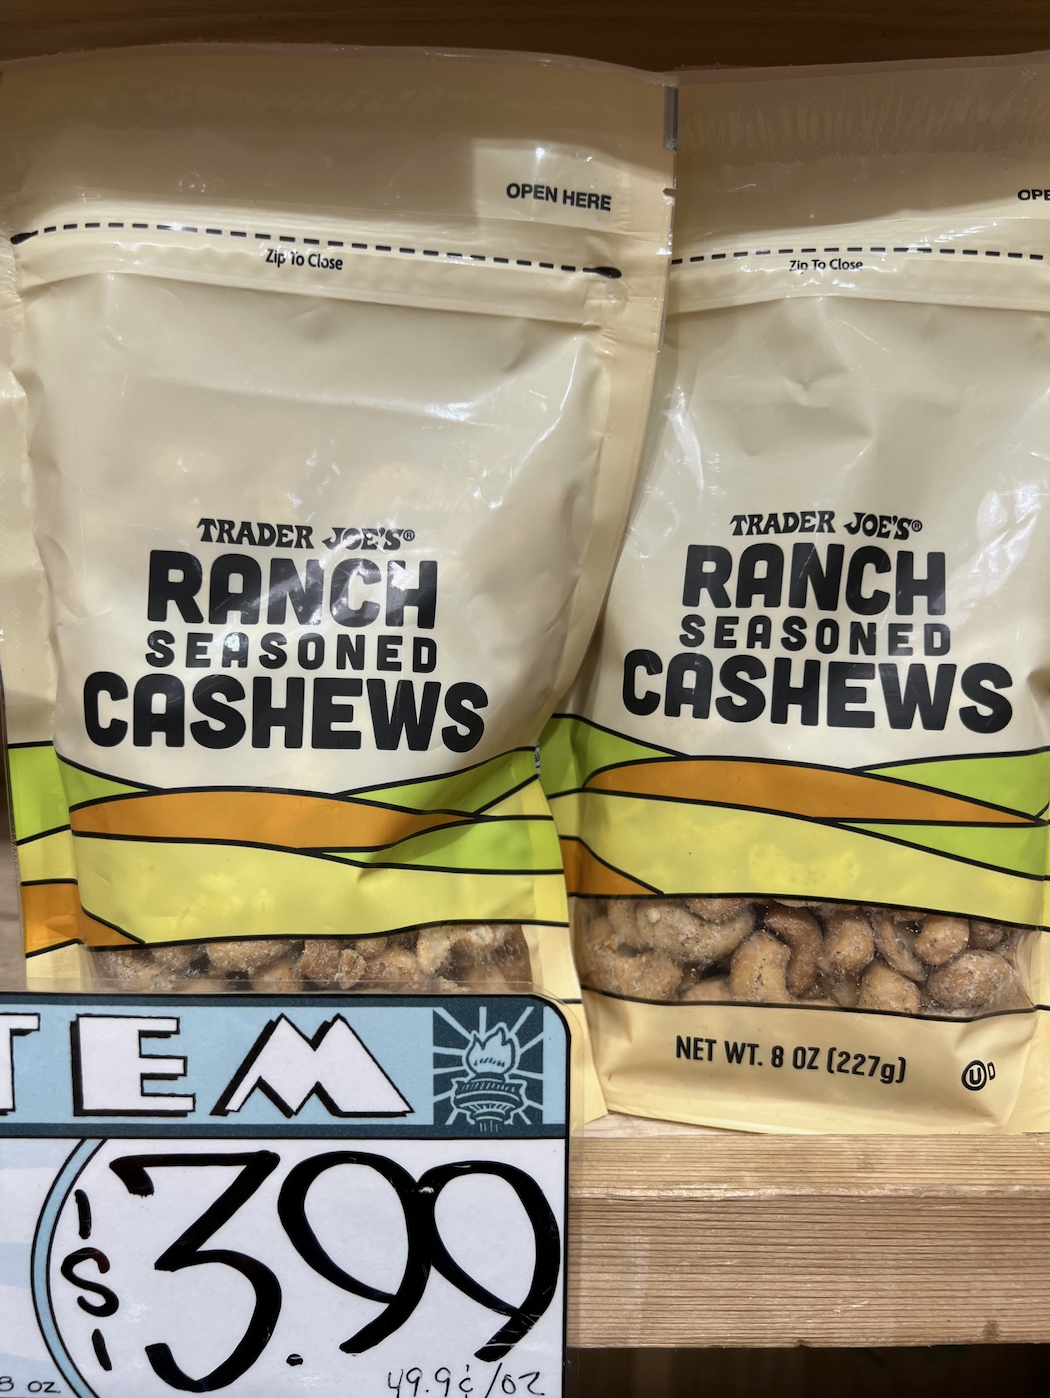 OPEN HERE
Zip To Close
TRADER JOE'S®
RANCH
SEASONED
CASHEWS
OPE
Zip To Close
TRADER JOE'S®
RANCH
SEASONED
CASHEWS
NET WT. 8 OZ (227g)
U D
TEM
$3.99
8 OZ.
49.9¢/OZ